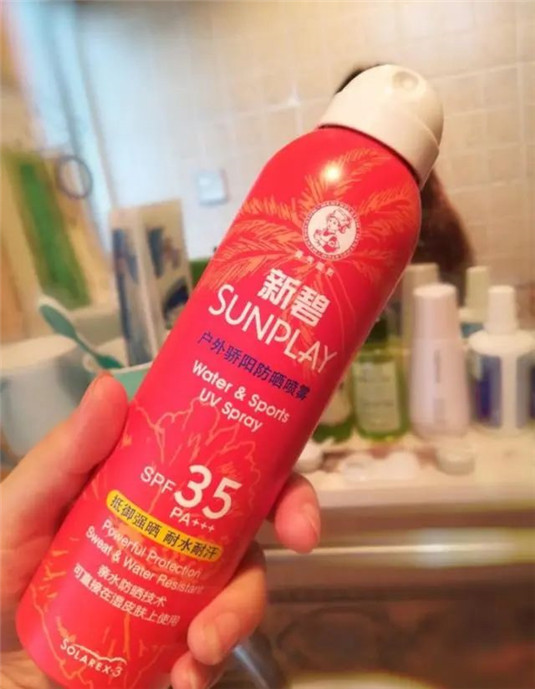 新碧
SUNPLAY
户外骄阳防晒喷雾
Water & Sports
UV Spray
SPF 35
PA+++
抵御强晒 耐水耐汗
Powerful Protection
Sweat & Water Resistant
亲水防晒技术
可直接在湿皮肤上使用
SOLAREX-3